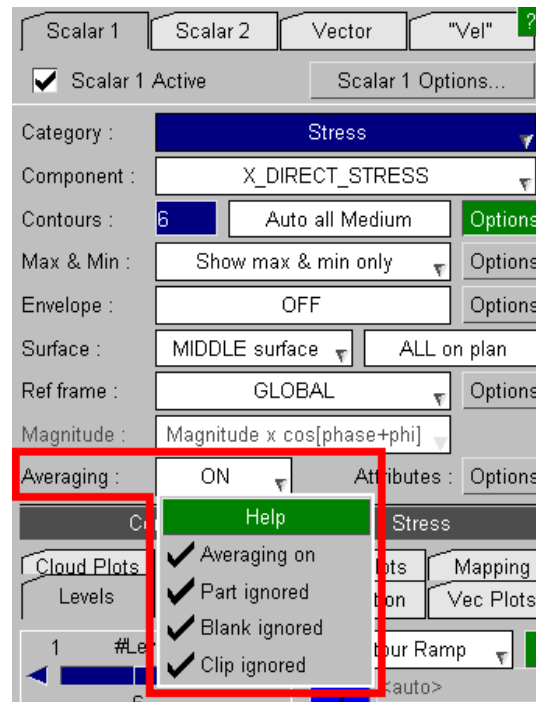 Scalar 1 Scalar 2 Vector "Vel" ?
Scalar 1 Active Scalar 1 Options...
Category : Stress
Component : X_DIRECT_STRESS
Contours : 6 Auto all Medium Options
Max & Min : Show max & min only Options
Envelope : OFF Options
Surface : MIDDLE surface ALL on plan
Ref frame : GLOBAL Options
Magnitude : Magnitude x cos[phase+phi]
Averaging : ON Attributes : Options
Help Stress
Cloud Plots Averaging on Mapping
Levels Part ignored Vec Plots
Blank ignored
1 Ramp
Clip ignored
<auto>